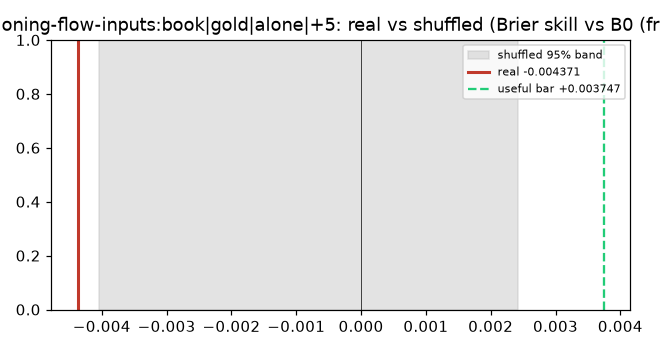 oning-flow-inputs:book|gold|alone|+5: real vs shuffled (Brier skill vs B0 (fr
shuffled 95% band
real -0.004371
useful bar +0.003747
1.0
0.8
0.6
0.4
0.2
0.0
−0.004 −0.003 −0.002 −0.001 0.000 0.001 0.002 0.003 0.004